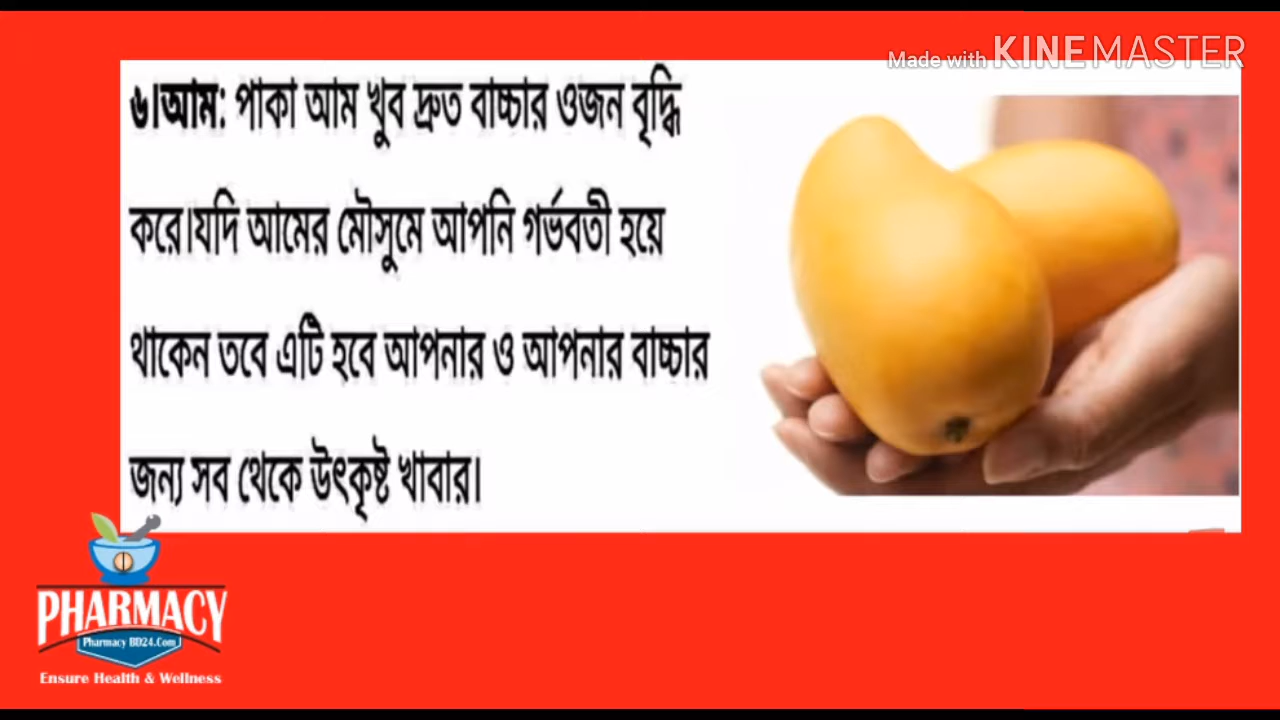 Made with KINEMASTER
৬।আম: পাকা আম খুব দ্রুত বাচ্চার ওজন বৃদ্ধি
করে।যদি আমের মৌসুমে আপনি গর্ভবতী হয়ে
থাকেন তবে এটি হবে আপনার ও আপনার বাচ্চার
জন্য সব থেকে উৎকৃষ্ট খাবার।
PHARMACY
Pharmacy BD24.Com
Ensure Health & Wellness